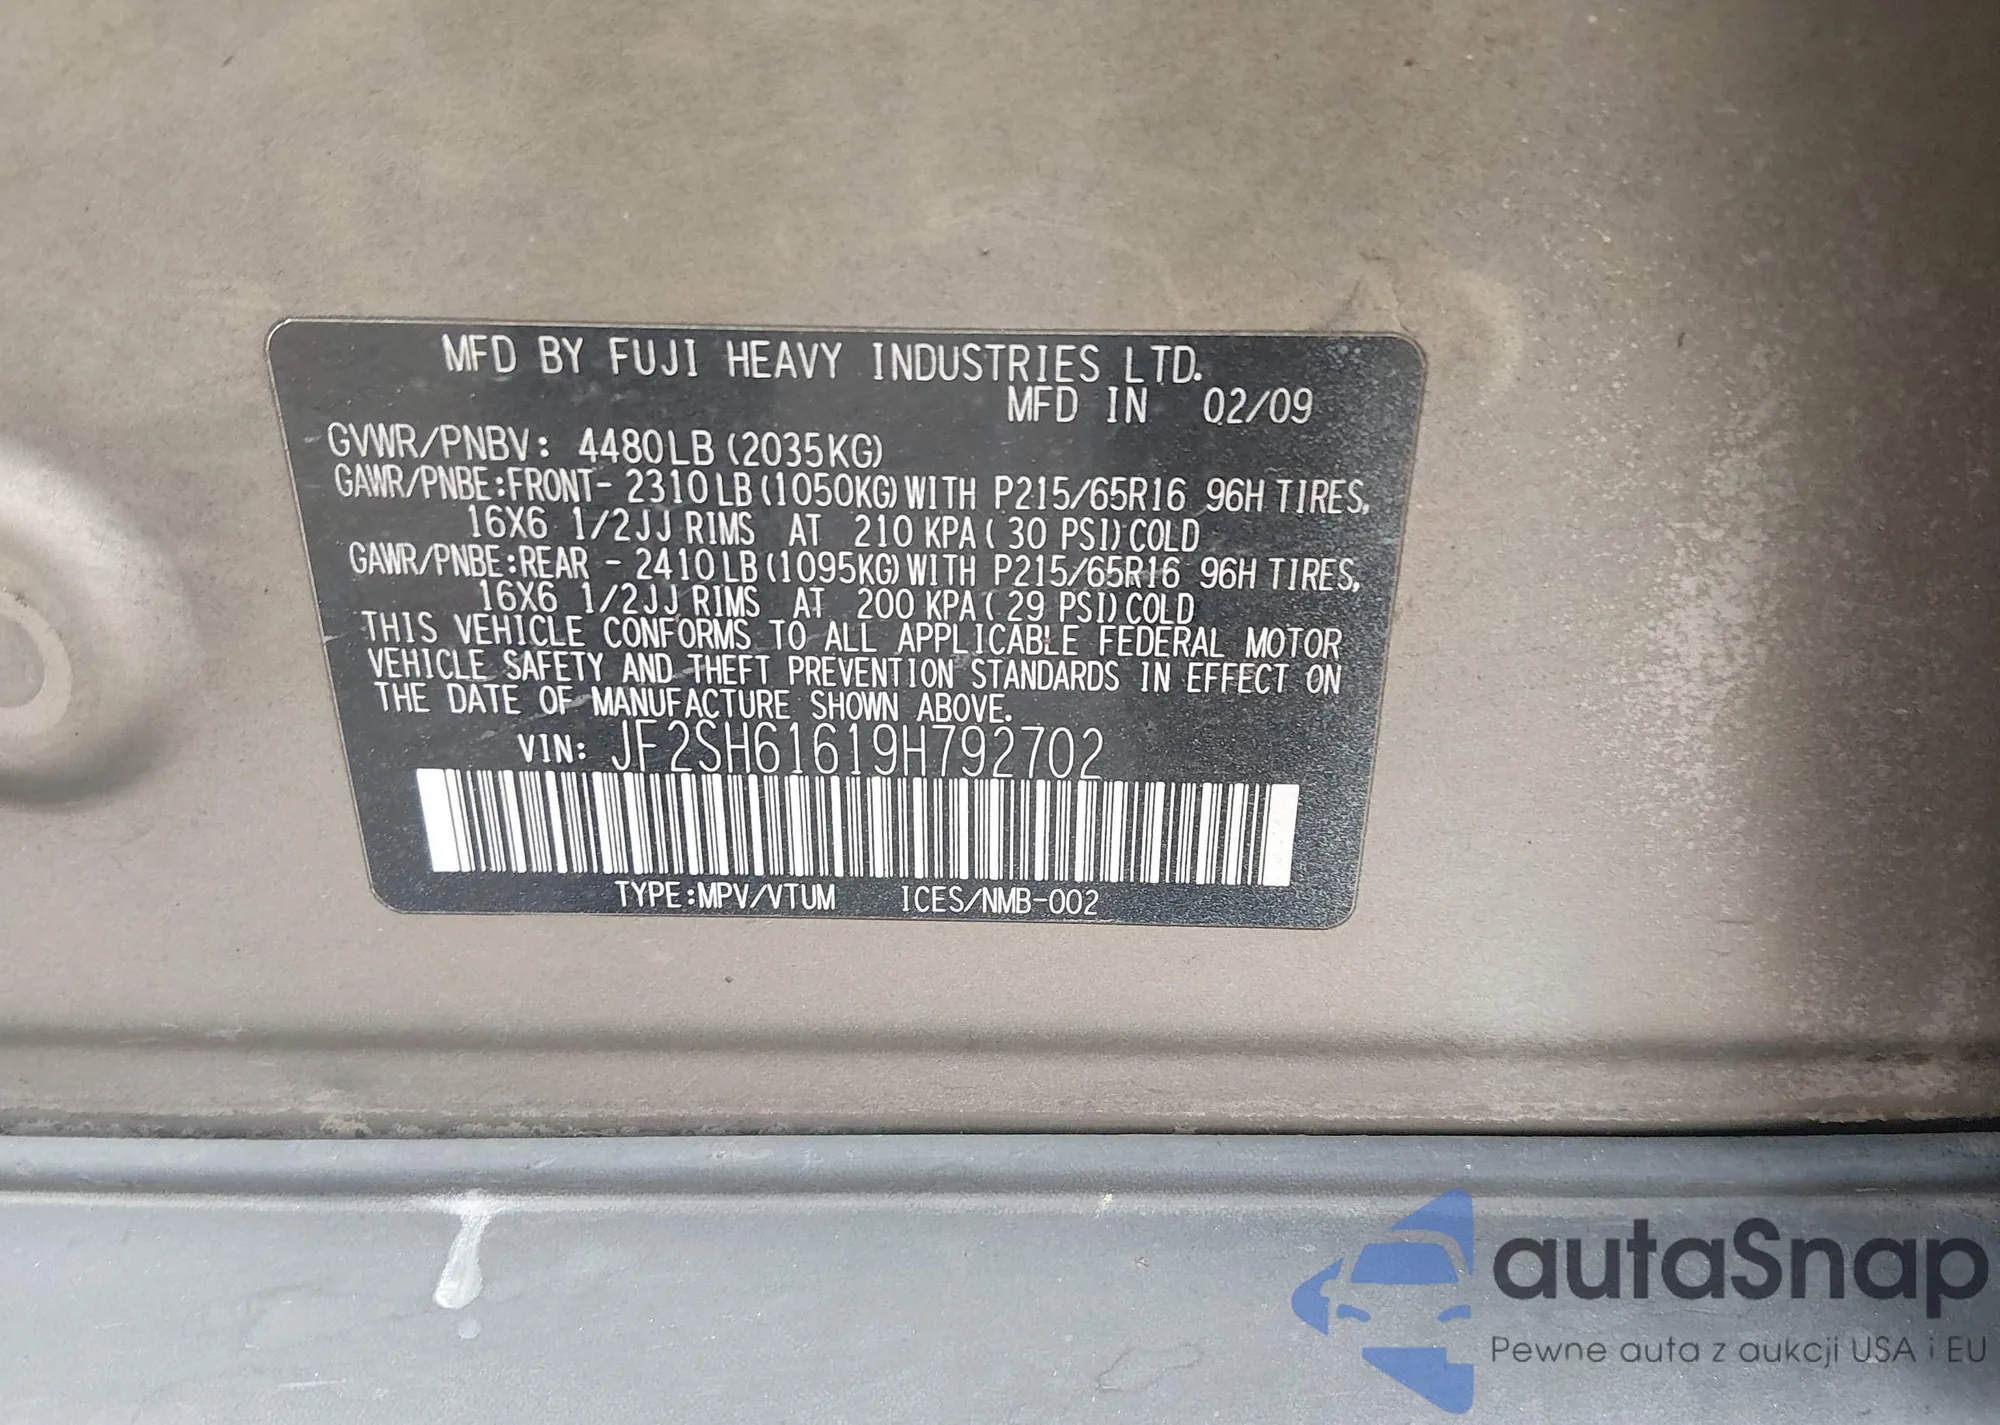 MFD BY FUJI HEAVY INDUSTRIES LTD.
MFD IN 02/09
GVWR/PNBV: 4480LB (2035KG)
GAWR/PNBE:FRONT- 2310LB(1050KG)WITH P215/65R16 96H TIRES,
16X6 1/2JJ RIMS AT 210 KPA( 30 PSI)COLD
GAWR/PNBE:REAR - 2410LB(1095KG)WITH P215/65R16 96H TIRES,
16X6 1/2JJ RIMS AT 200 KPA( 29 PSI)COLD
THIS VEHICLE CONFORMS TO ALL APPLICABLE FEDERAL MOTOR
VEHICLE SAFETY AND THEFT PREVENTION STANDARDS IN EFFECT ON
THE DATE OF MANUFACTURE SHOWN ABOVE.
VIN: JF2SH61619H792702
TYPE:MPV/VTUM ICES/NMB-002
autaSnap
Pewne auta z aukcji USA i EU